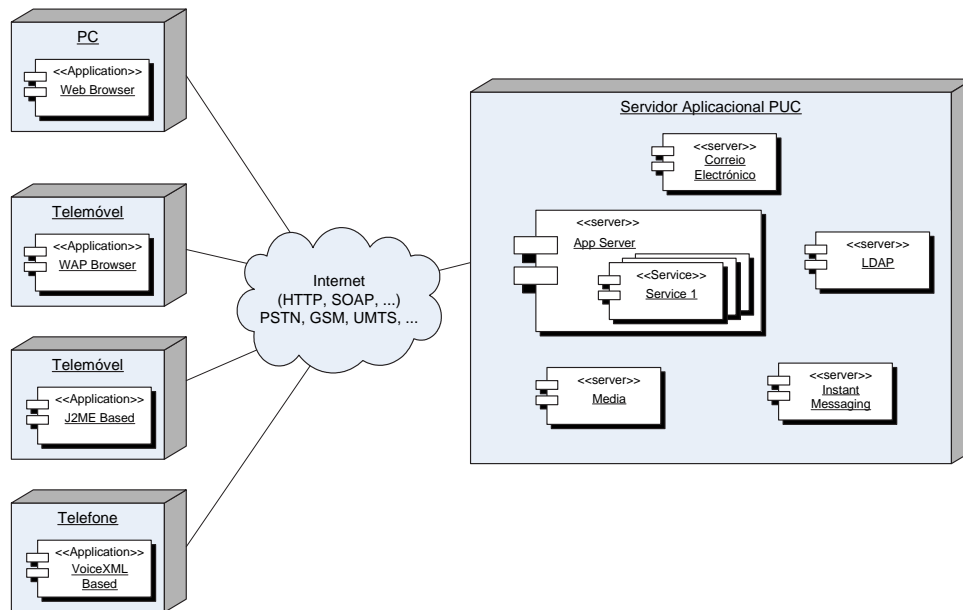 PC
<<Application>>
Web Browser
Telemóvel
<<Application>>
WAP Browser
Telemóvel
<<Application>>
J2ME Based
Telefone
<<Application>>
VoiceXML
Based
Internet
(HTTP, SOAP, ...)
PSTN, GSM, UMTS, ...
Servidor Aplicacional PUC
<<server>>
Correio
Electrónico
<<server>>
App Server
<<Service>>
Service 1
<<server>>
LDAP
<<server>>
Media
<<server>>
Instant
Messaging